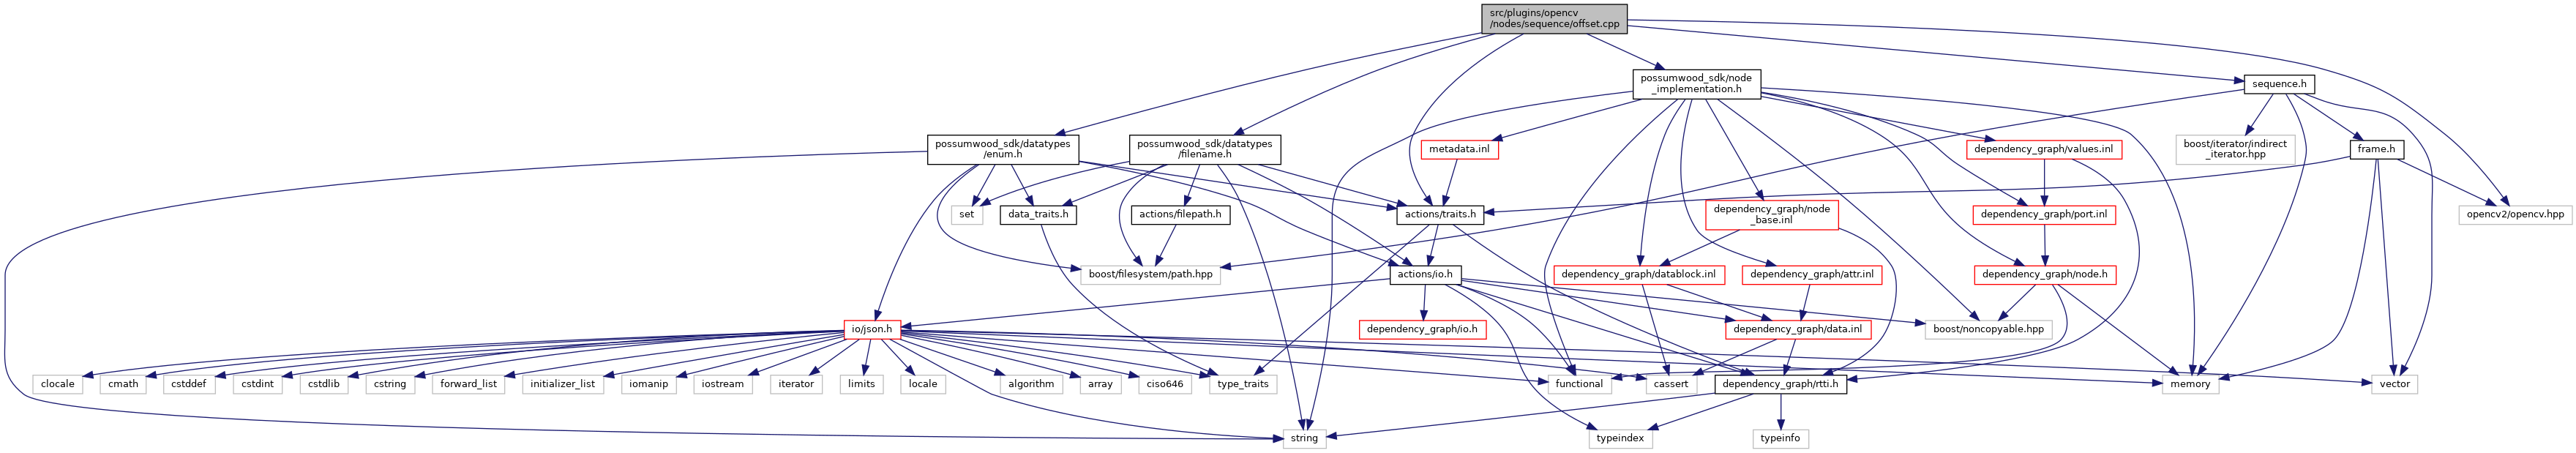 src/plugins/opencv
/nodes/sequence/offset.cpp
possumwood_sdk/node
_implementation.h
sequence.h
possumwood_sdk/datatypes
/enum.h
possumwood_sdk/datatypes
/filename.h
metadata.inl
dependency_graph/values.inl
boost/iterator/indirect
_iterator.hpp
frame.h
set
data_traits.h
actions/filepath.h
actions/traits.h
dependency_graph/node
_base.inl
dependency_graph/port.inl
opencv2/opencv.hpp
boost/filesystem/path.hpp
actions/io.h
dependency_graph/datablock.inl
dependency_graph/attr.inl
dependency_graph/node.h
io/json.h
dependency_graph/io.h
dependency_graph/data.inl
boost/noncopyable.hpp
clocale
cmath
cstddef
cstdint
cstdlib
cstring
forward_list
initializer_list
iomanip
iostream
iterator
limits
locale
algorithm
array
ciso646
type_traits
functional
cassert
dependency_graph/rtti.h
memory
vector
string
typeindex
typeinfo